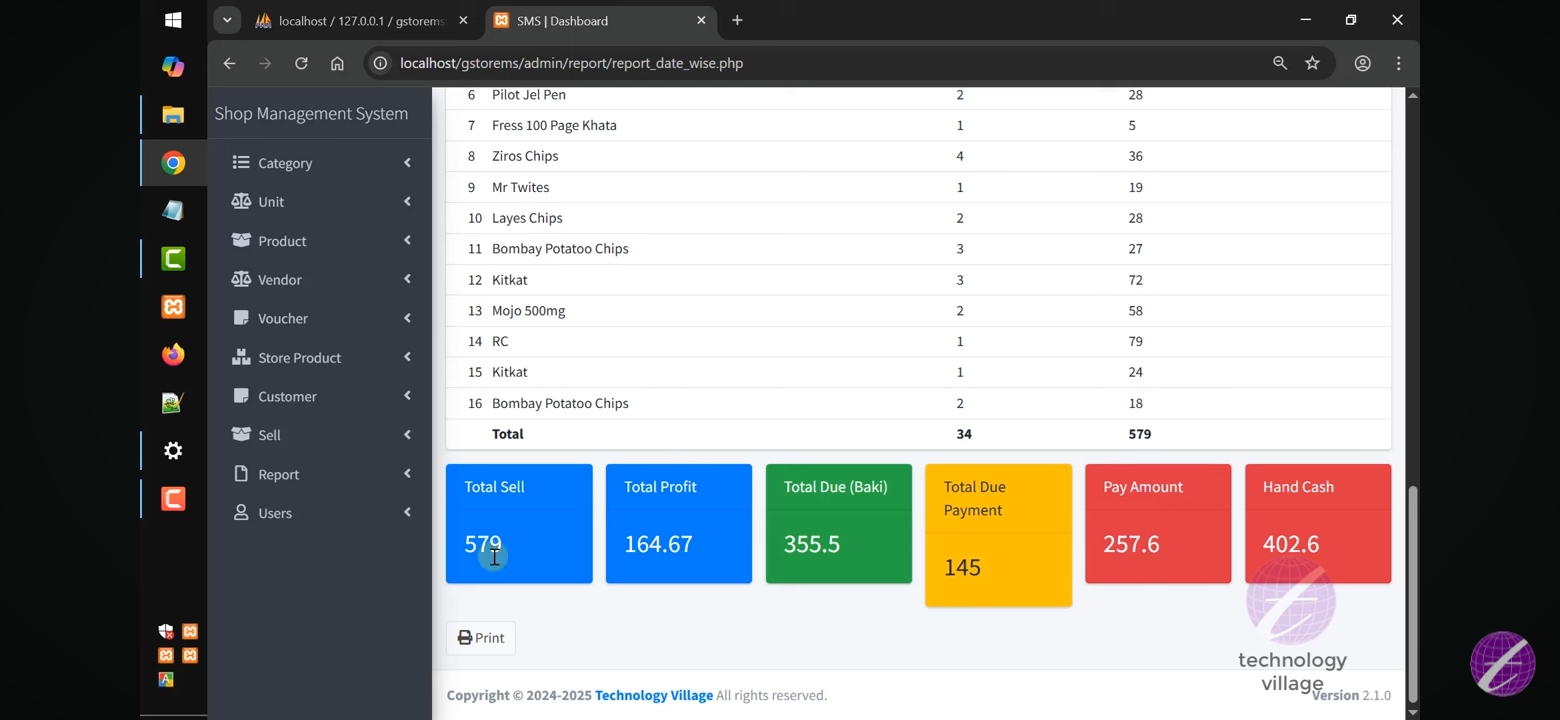 localhost / 127.0.0.1 / gstorems
SMS | Dashboard
localhost/gstorems/admin/report/report_date_wise.php
Shop Management System
Category
Unit
Product
Vendor
Voucher
Store Product
Customer
Sell
Report
Users
6 Pilot Jel Pen 2 28
7 Fress 100 Page Khata 1 5
8 Ziros Chips 4 36
9 Mr Twites 1 19
10 Layes Chips 2 28
11 Bombay Potatoo Chips 3 27
12 Kitkat 3 72
13 Mojo 500mg 2 58
14 RC 1 79
15 Kitkat 1 24
16 Bombay Potatoo Chips 2 18
Total 34 579
Total Sell
579
Total Profit
164.67
Total Due (Baki)
355.5
Total Due
Payment
145
Pay Amount
257.6
Hand Cash
402.6
Print
technology
village
Copyright © 2024-2025 Technology Village All rights reserved.
Version 2.1.0